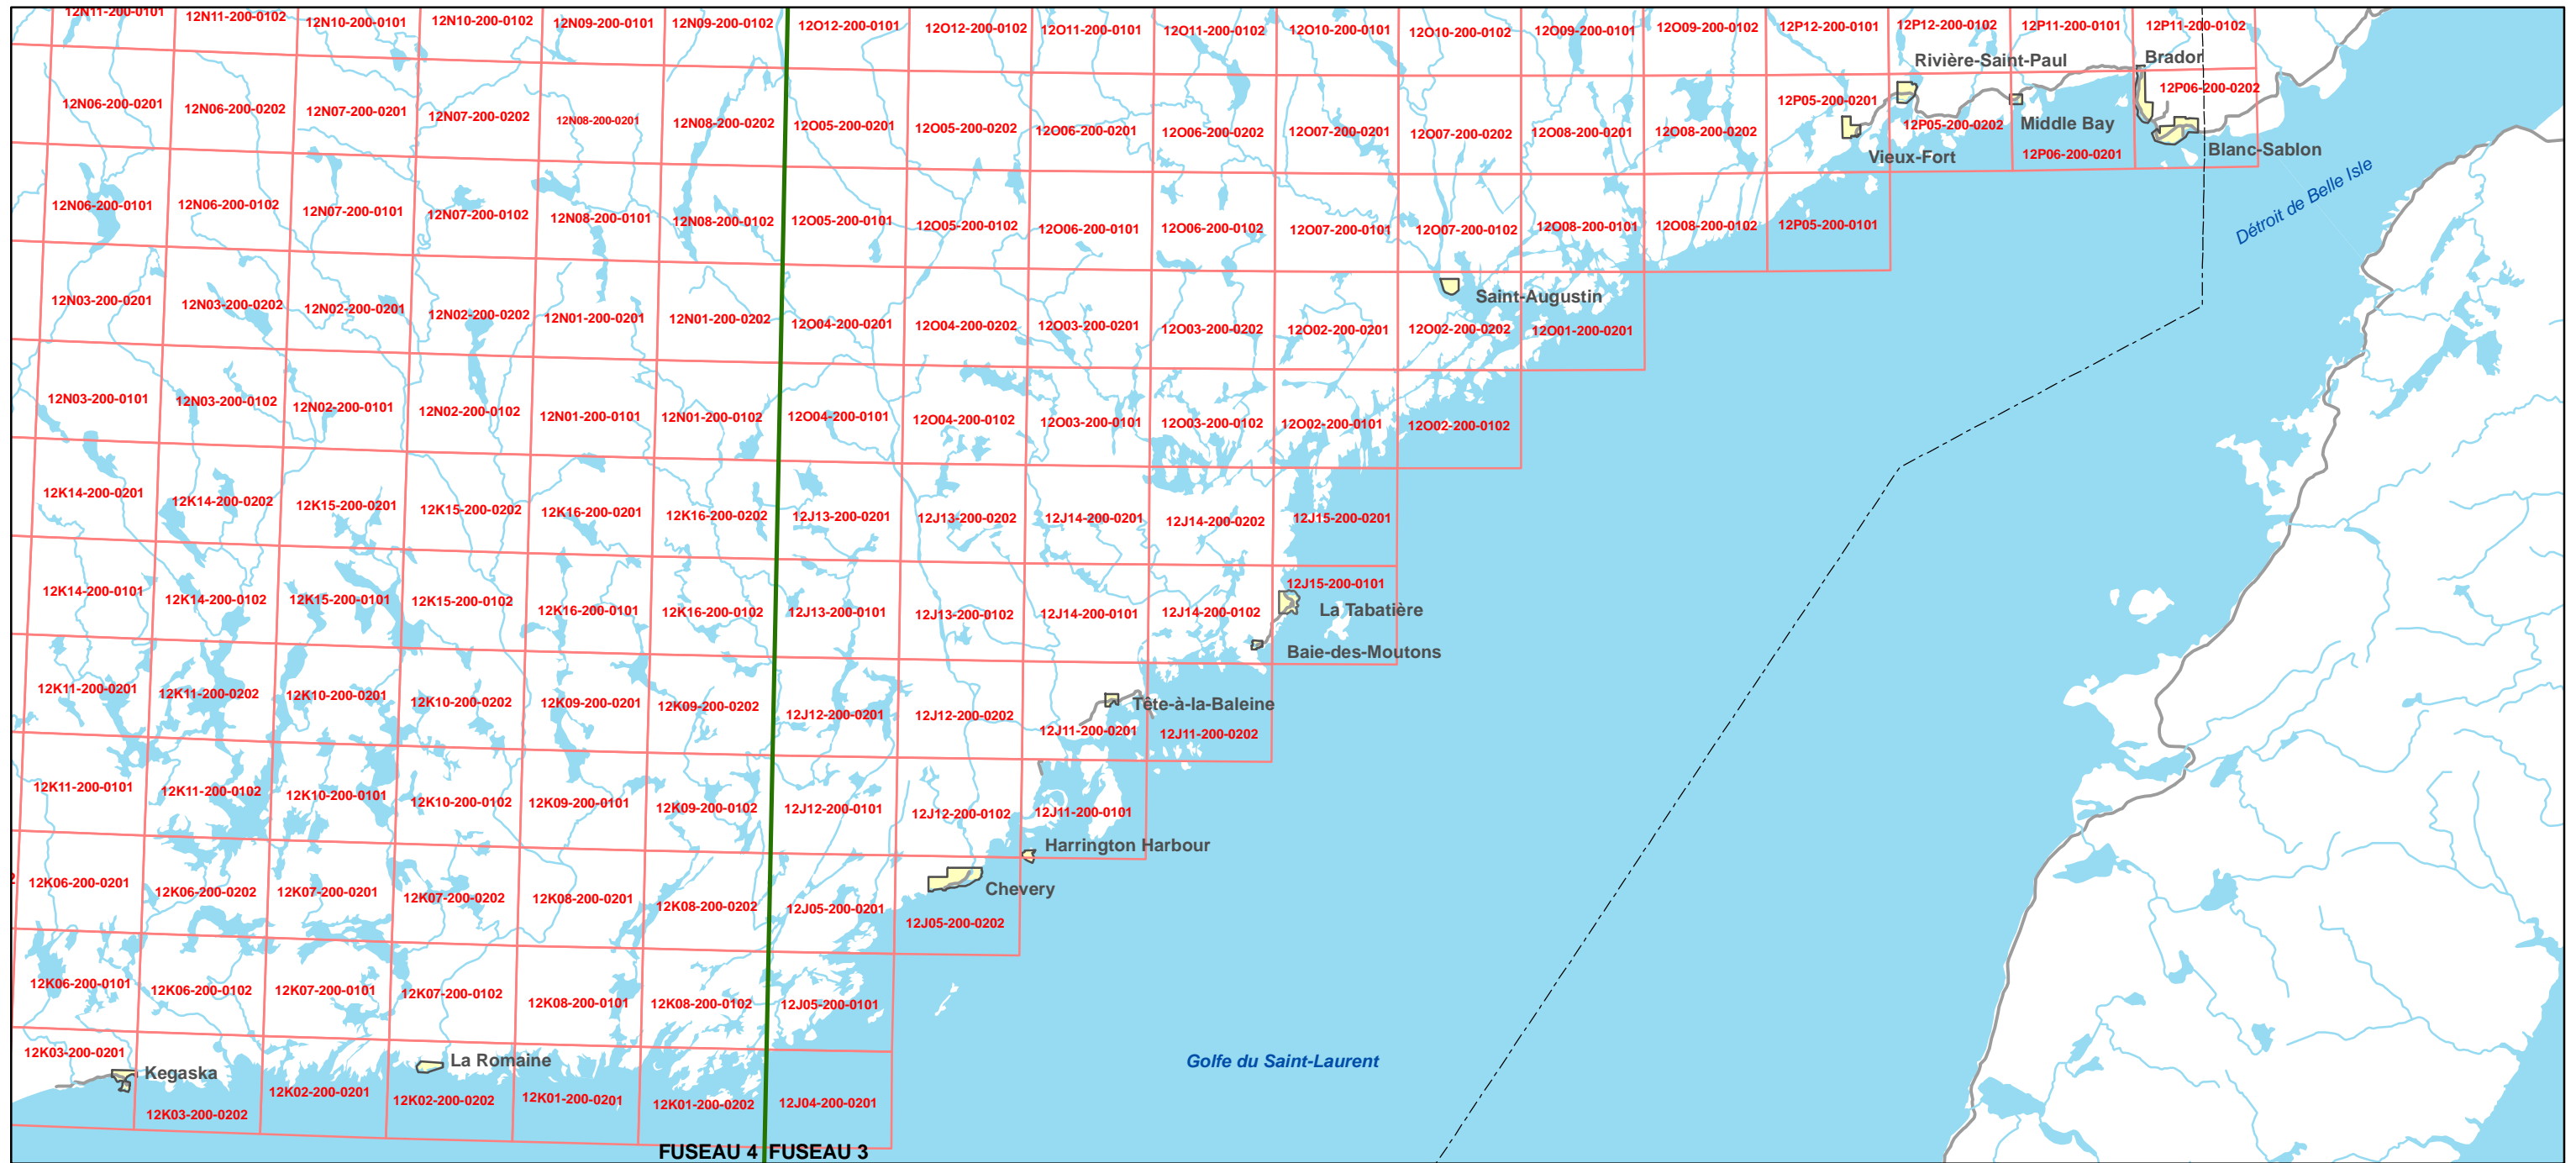 12N11-200-0101
12N11-200-0102
12N10-200-0101
12N10-200-0102
12N09-200-0101
12N09-200-0102
12O12-200-0101
12O12-200-0102
12O11-200-0101
12O11-200-0102
12O10-200-0101
12O10-200-0102
12O09-200-0101
12O09-200-0102
12P12-200-0101
12P12-200-0102
12P11-200-0101
12P11-200-0102
Rivière-Saint-Paul
Brador
12N06-200-0201
12N06-200-0202
12N07-200-0201
12N07-200-0202
12N08-200-0201
12N08-200-0202
12O05-200-0201
12O05-200-0202
12O06-200-0201
12O06-200-0202
12O07-200-0201
12O07-200-0202
12O08-200-0201
12O08-200-0202
12P05-200-0201
12P05-200-0202
12P06-200-0202
Middle Bay
12P06-200-0201
Vieux-Fort
Blanc-Sablon
Détroit de Belle Isle
12N06-200-0101
12N06-200-0102
12N07-200-0101
12N07-200-0102
12N08-200-0101
12N08-200-0102
12O05-200-0101
12O05-200-0102
12O06-200-0101
12O06-200-0102
12O07-200-0101
12O07-200-0102
12O08-200-0101
12O08-200-0102
12P05-200-0101
Saint-Augustin
12N03-200-0201
12N03-200-0202
12N02-200-0201
12N02-200-0202
12N01-200-0201
12N01-200-0202
12O04-200-0201
12O04-200-0202
12O03-200-0201
12O03-200-0202
12O02-200-0201
12O02-200-0202
12O01-200-0201
12N03-200-0101
12N03-200-0102
12N02-200-0101
12N02-200-0102
12N01-200-0101
12N01-200-0102
12O04-200-0101
12O04-200-0102
12O03-200-0101
12O03-200-0102
12O02-200-0101
12O02-200-0102
12K14-200-0201
12K14-200-0202
12K15-200-0201
12K15-200-0202
12K16-200-0201
12K16-200-0202
12J13-200-0201
12J13-200-0202
12J14-200-0201
12J14-200-0202
12J15-200-0201
12K14-200-0101
12K14-200-0102
12K15-200-0101
12K15-200-0102
12K16-200-0101
12K16-200-0102
12J13-200-0101
12J13-200-0102
12J14-200-0101
12J14-200-0102
12J15-200-0101
La Tabatière
Baie-des-Moutons
12K11-200-0201
12K11-200-0202
12K10-200-0201
12K10-200-0202
12K09-200-0201
12K09-200-0202
12J12-200-0201
12J12-200-0202
Tête-à-la-Baleine
12J11-200-0201
12J11-200-0202
12K11-200-0101
12K11-200-0102
12K10-200-0101
12K10-200-0102
12K09-200-0101
12K09-200-0102
12J12-200-0101
12J12-200-0102
12J11-200-0101
Harrington Harbour
Chevery
2
12K06-200-0201
12K06-200-0202
12K07-200-0201
12K07-200-0202
12K08-200-0201
12K08-200-0202
12J05-200-0201
12J05-200-0202
12K06-200-0101
12K06-200-0102
12K07-200-0101
12K07-200-0102
12K08-200-0101
12K08-200-0102
12J05-200-0101
12K03-200-0201
Kegaska
La Romaine
Golfe du Saint-Laurent
12K03-200-0202
12K02-200-0201
12K02-200-0202
12K01-200-0201
12K01-200-0202
12J04-200-0201
FUSEAU 4
FUSEAU 3